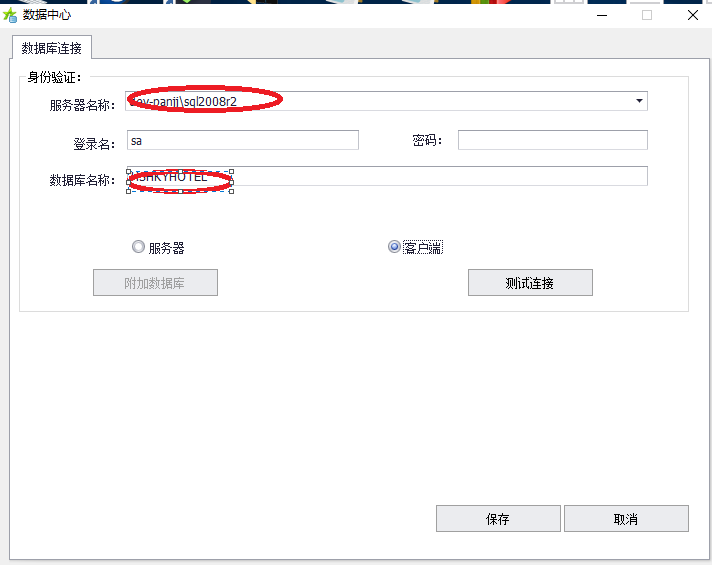 数据中心
数据库连接
身份验证：
服务器名称：
登录名： sa 密码：
数据库名称：
服务器 客户端
附加数据库 测试连接
保存 取消